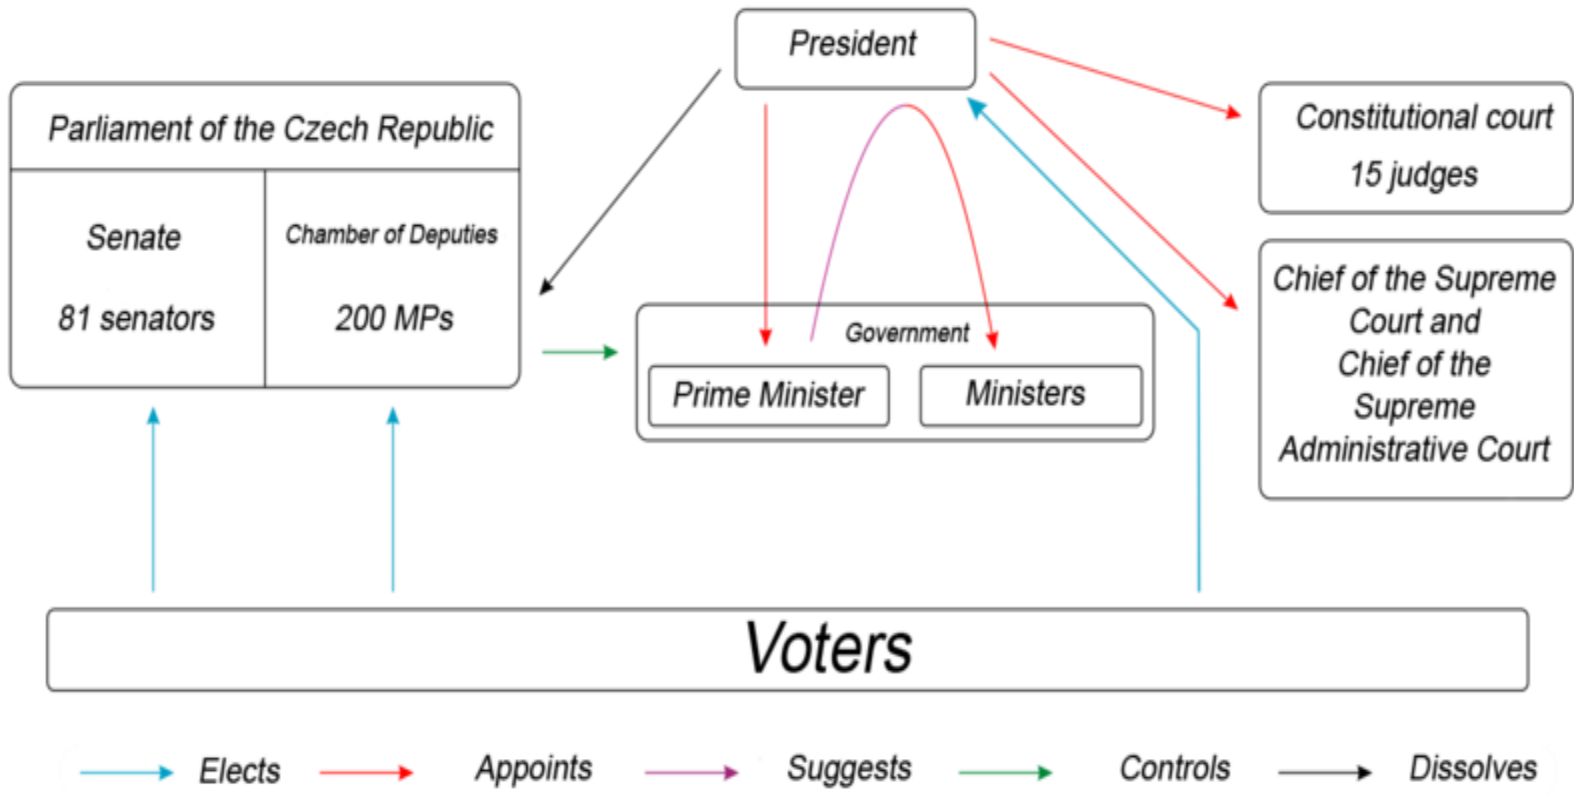 President
Parliament of the Czech Republic
Senate
81 senators
Chamber of Deputies
200 MPs
Government
Prime Minister
Ministers
Constitutional court
15 judges
Chief of the Supreme
Court and
Chief of the
Supreme
Administrative Court
Voters
Elects
Appoints
Suggests
Controls
Dissolves